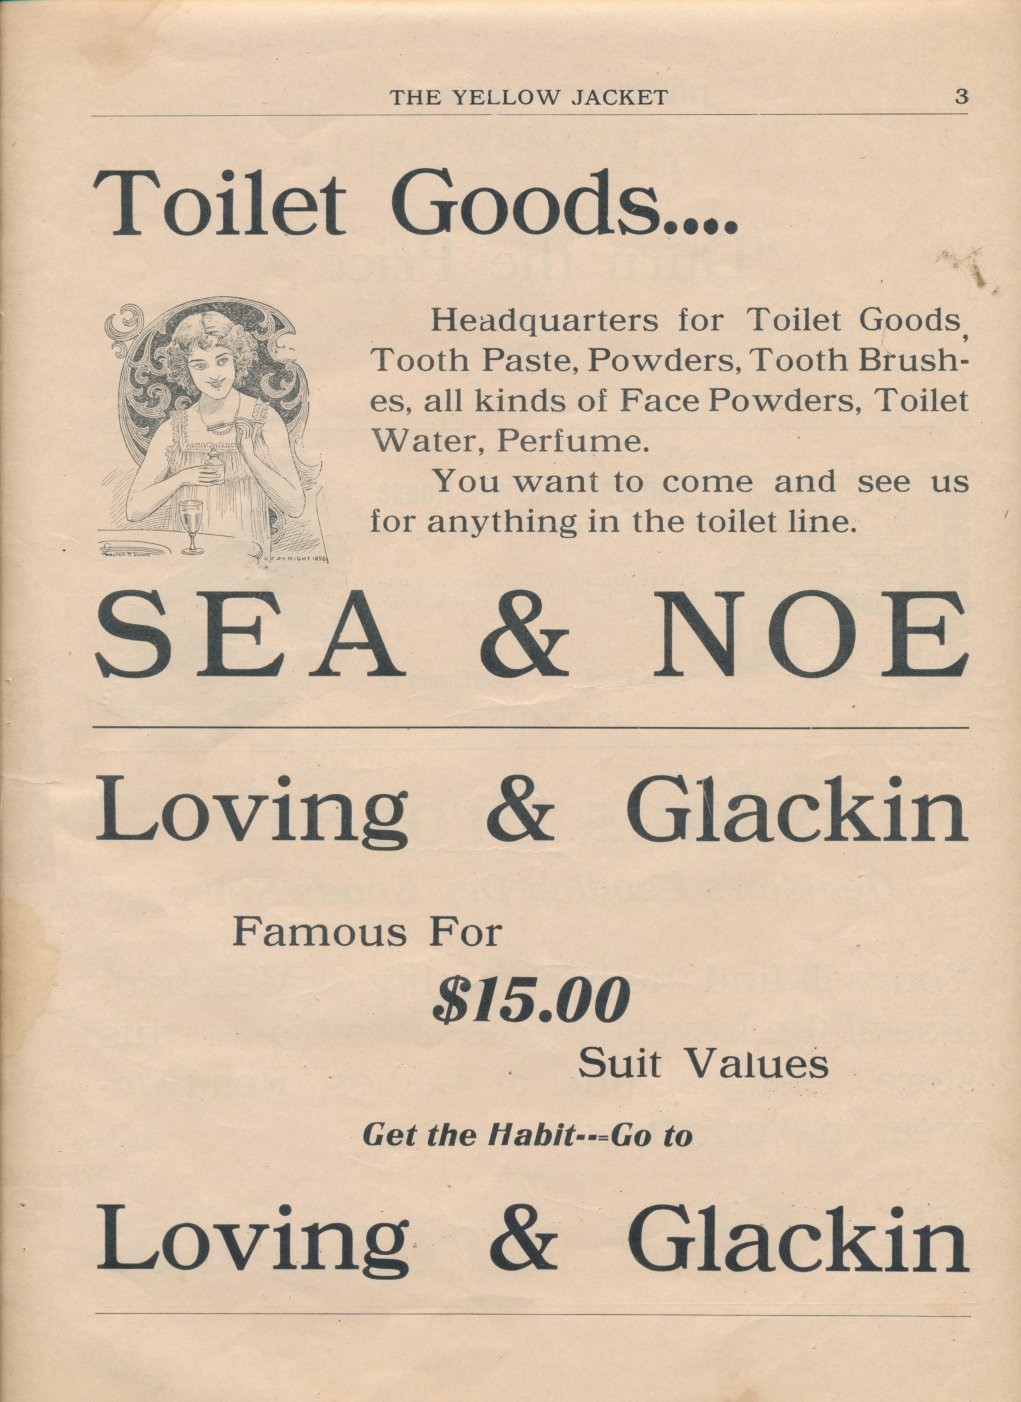 THE YELLOW JACKET 3
Toilet Goods....
Headquarters for Toilet Goods,
Tooth Paste, Powders, Tooth Brush-
es, all kinds of Face Powders, Toilet
Water, Perfume.
You want to come and see us
for anything in the toilet line.
COPYRIGHT 1898
SEA & NOE
Loving & Glackin
Famous For
$15.00
Suit Values
Get the Habit--=Go to
Loving & Glackin